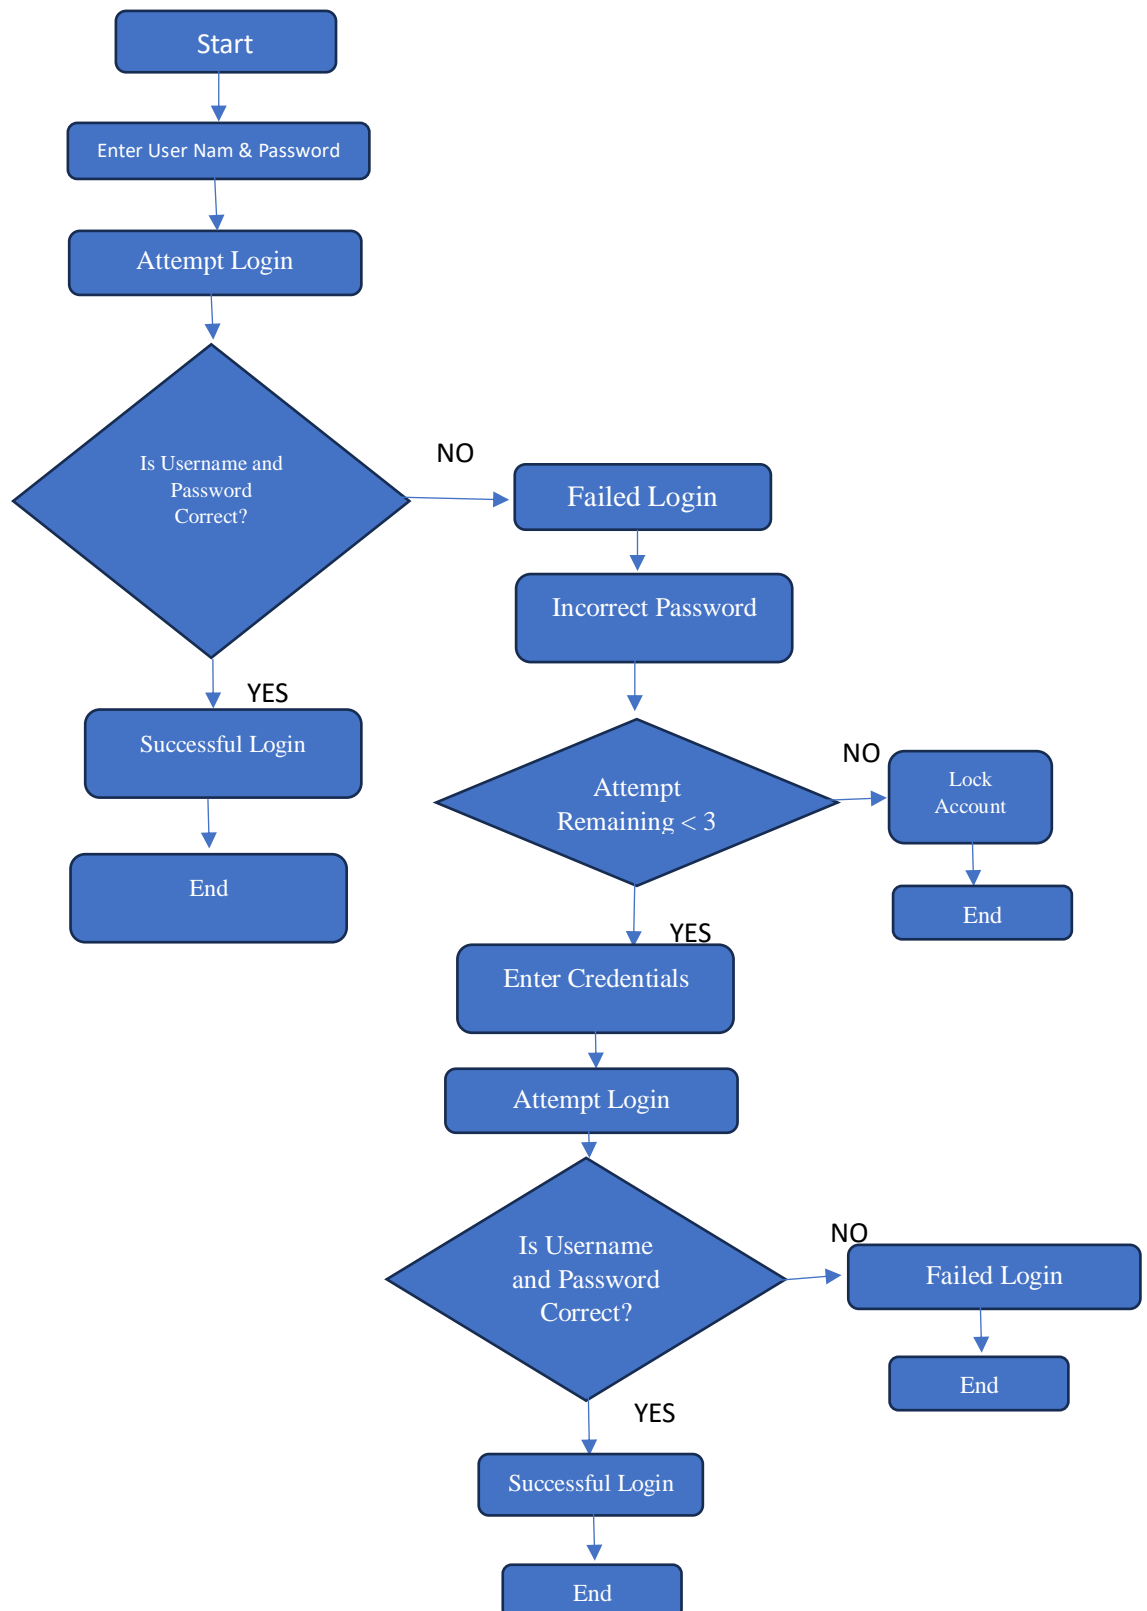 Start
Enter User Nam & Password
Attempt Login
Is Username and
Password
Correct?
NO
Failed Login
Incorrect Password
YES
Successful Login
End
Attempt
Remaining < 3
NO
Lock
Account
End
YES
Enter Credentials
Attempt Login
Is Username
and Password
Correct?
NO
Failed Login
End
YES
Successful Login
End